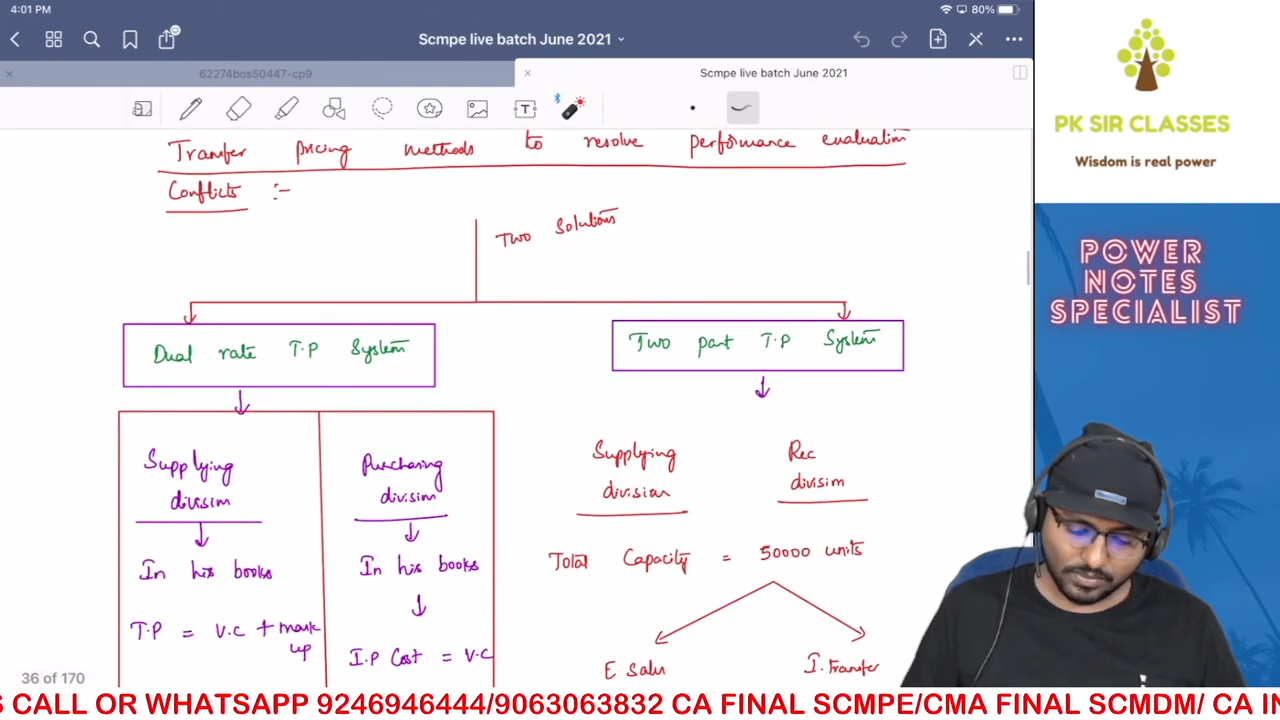 4:01 PM
80%
Scmpe live batch June 2021
62274bos50447-cp9
Scmpe live batch June 2021
Transfer pricing methods to resolve performance evaluation
Conflicts :-
Two Solutions
Dual rate T.P System
Two part T.P System
Supplying division
Purchasing division
In his books
In his books
T.P = V.C + mark up
I.P Cost = V.C
Supplying division
Rec division
Total Capacity = 50000 units
E Sales
I. transfer
36 of 170
PK SIR CLASSES
Wisdom is real power
POWER
NOTES
SPECIALIST
S CALL OR WHATSAPP 9246946444/9063063832 CA FINAL SCMPE/CMA FINAL SCMDM/ CA IN